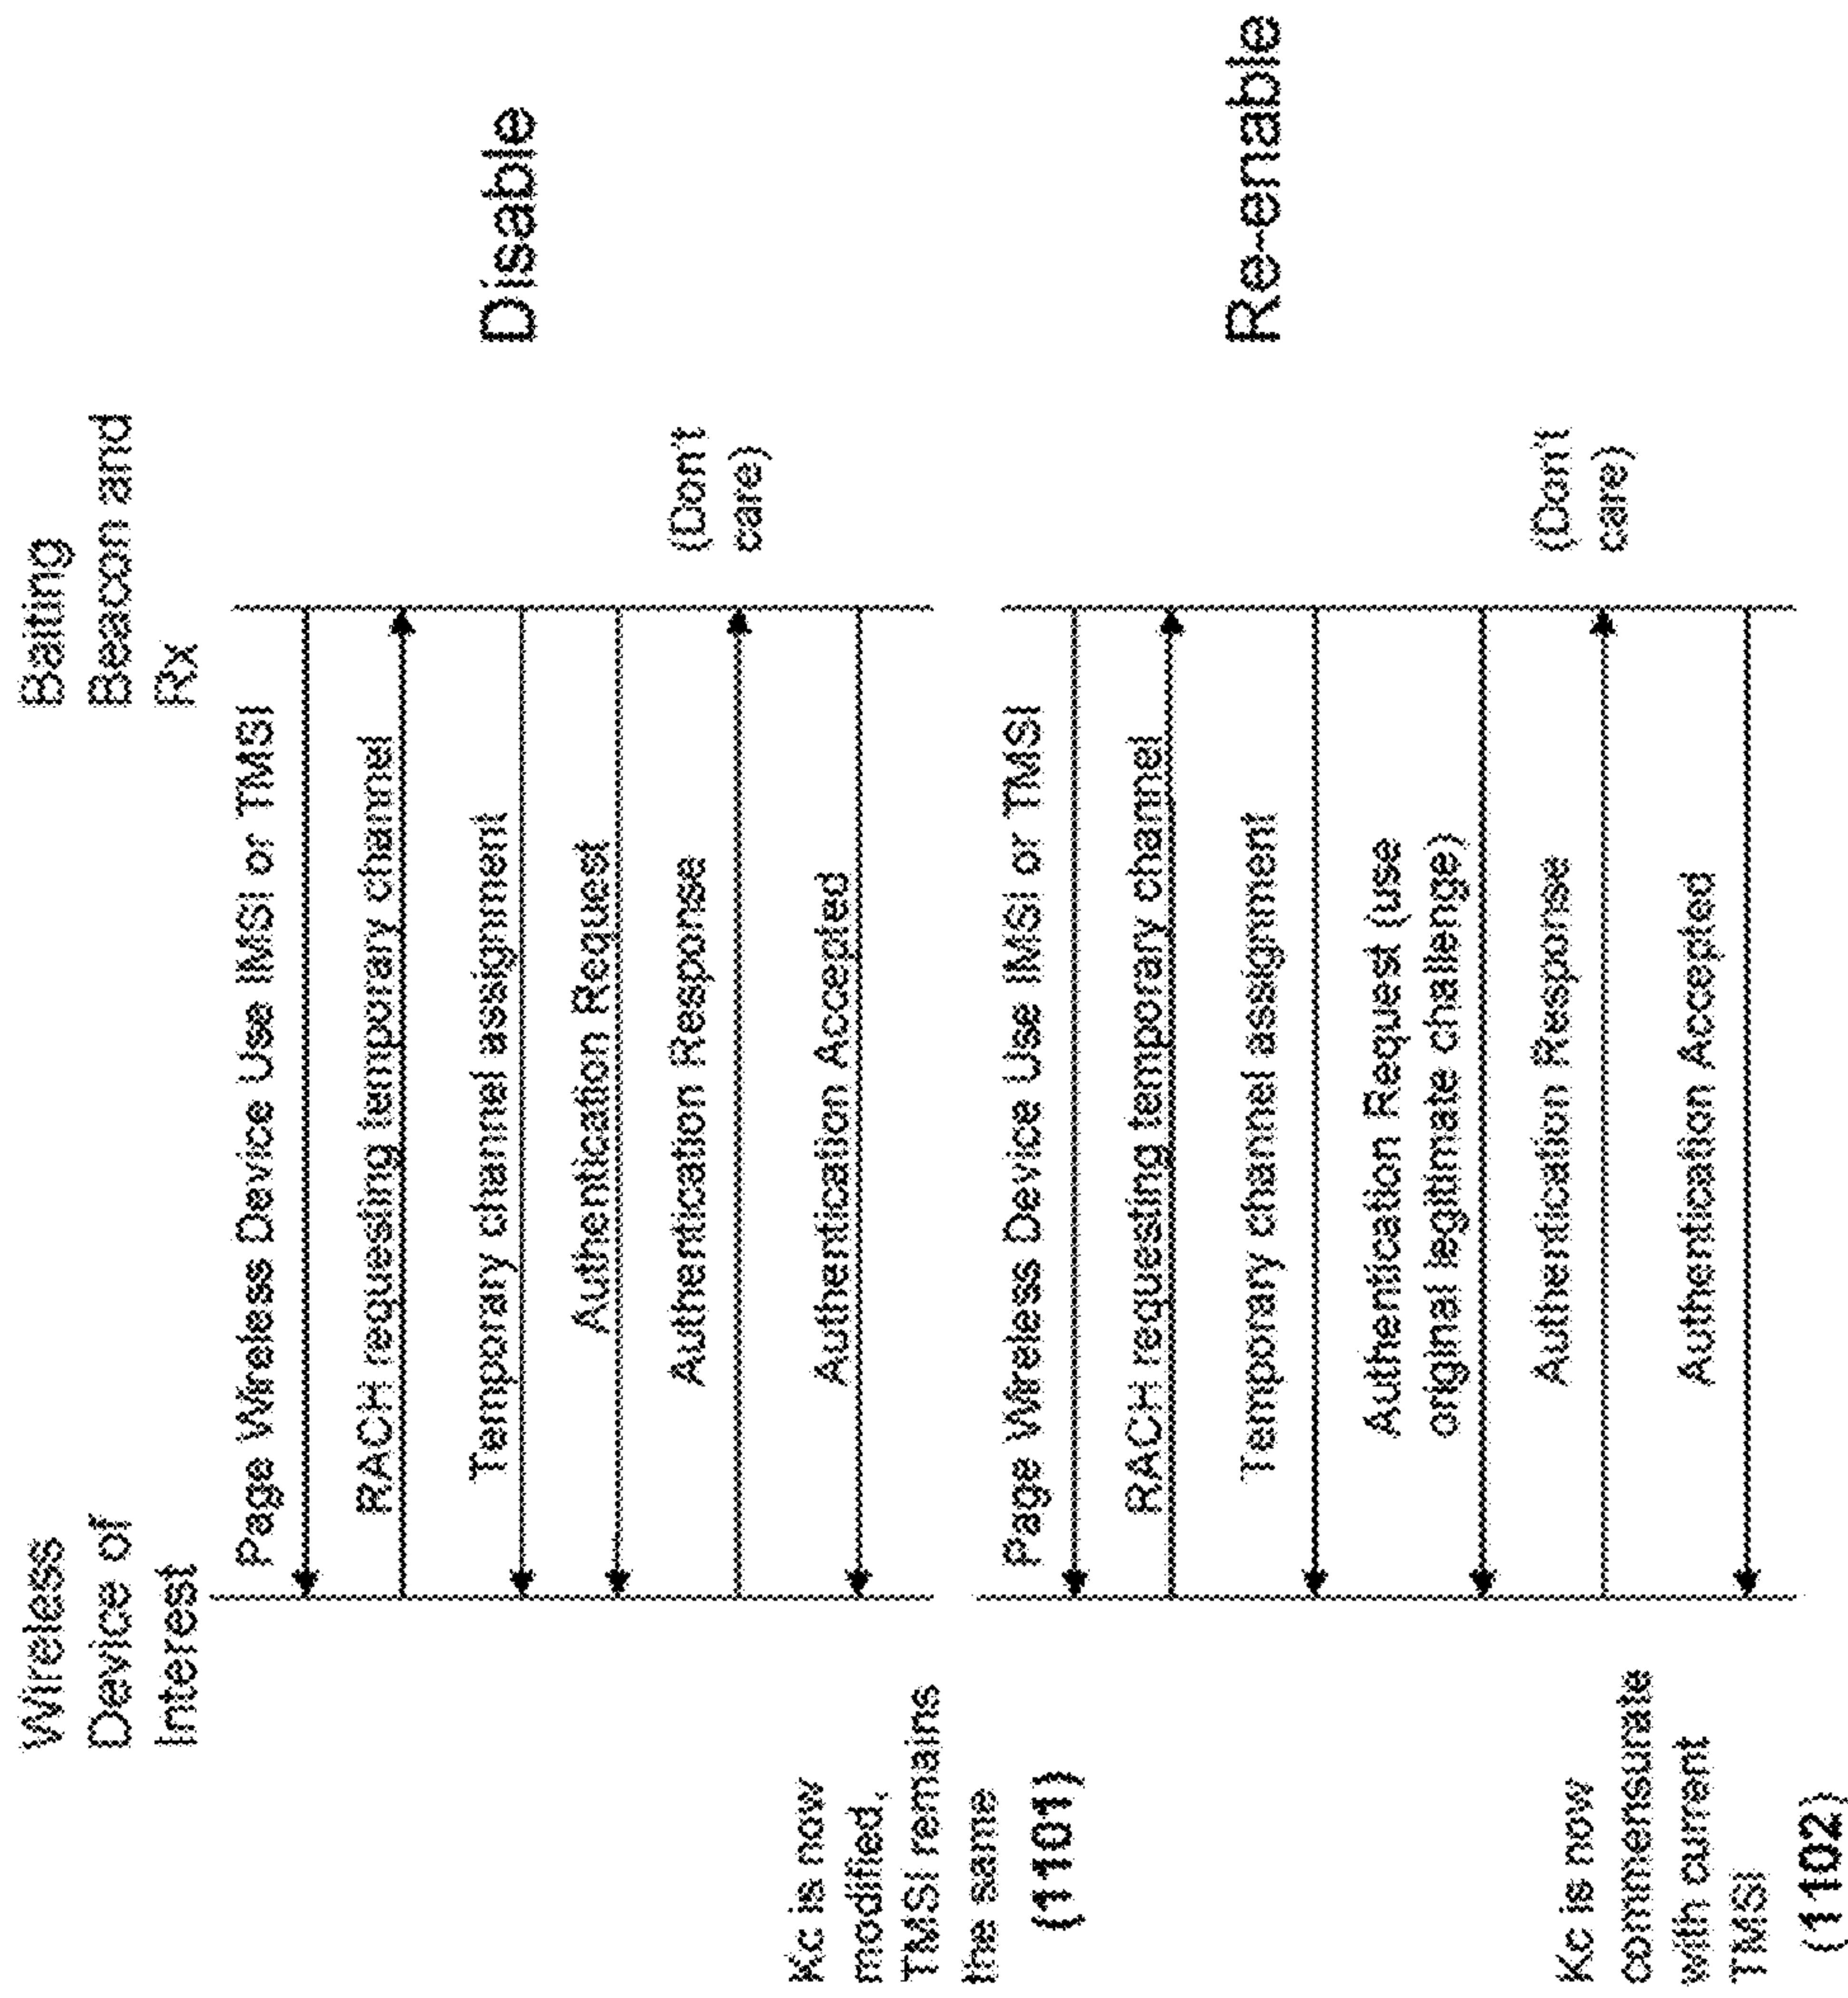 Wireless
Device of
Interest
Baiting
Beacon and
Rx
Page Wireless Device Use IMSI or TMSI
RACH requesting temporary channel
Temporary channel assignment
Disable
Authentication Request
Authentication Response
(Don't
care)
Authentication Accepted
Kc is now
modified,
TMSI remains
the same
(1101)
Page Wireless Device Use IMSI or TMSI
RACH requesting temporary channel
Temporary channel assignment
Re-enable
Authentication Request (use
original legitimate challenge)
Authentication Response
(Don't
care)
Authentication Accepted
Kc is now
commensurate
with current
TMSI
(1102)